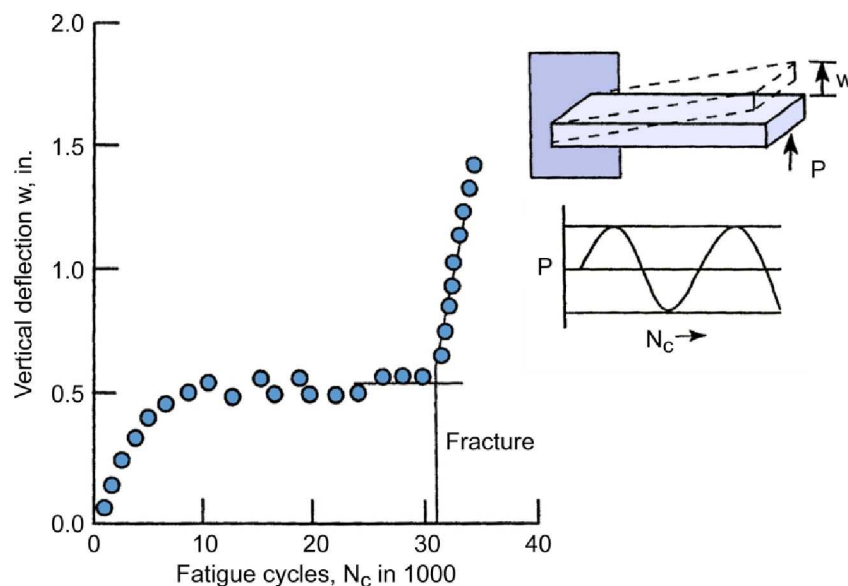 2.0
1.5
1.0
0.5
0.0
Vertical deflection w, in.
0 10 20 30 40
Fatigue cycles, N_c in 1000
Fracture
w
P
P
N_c →